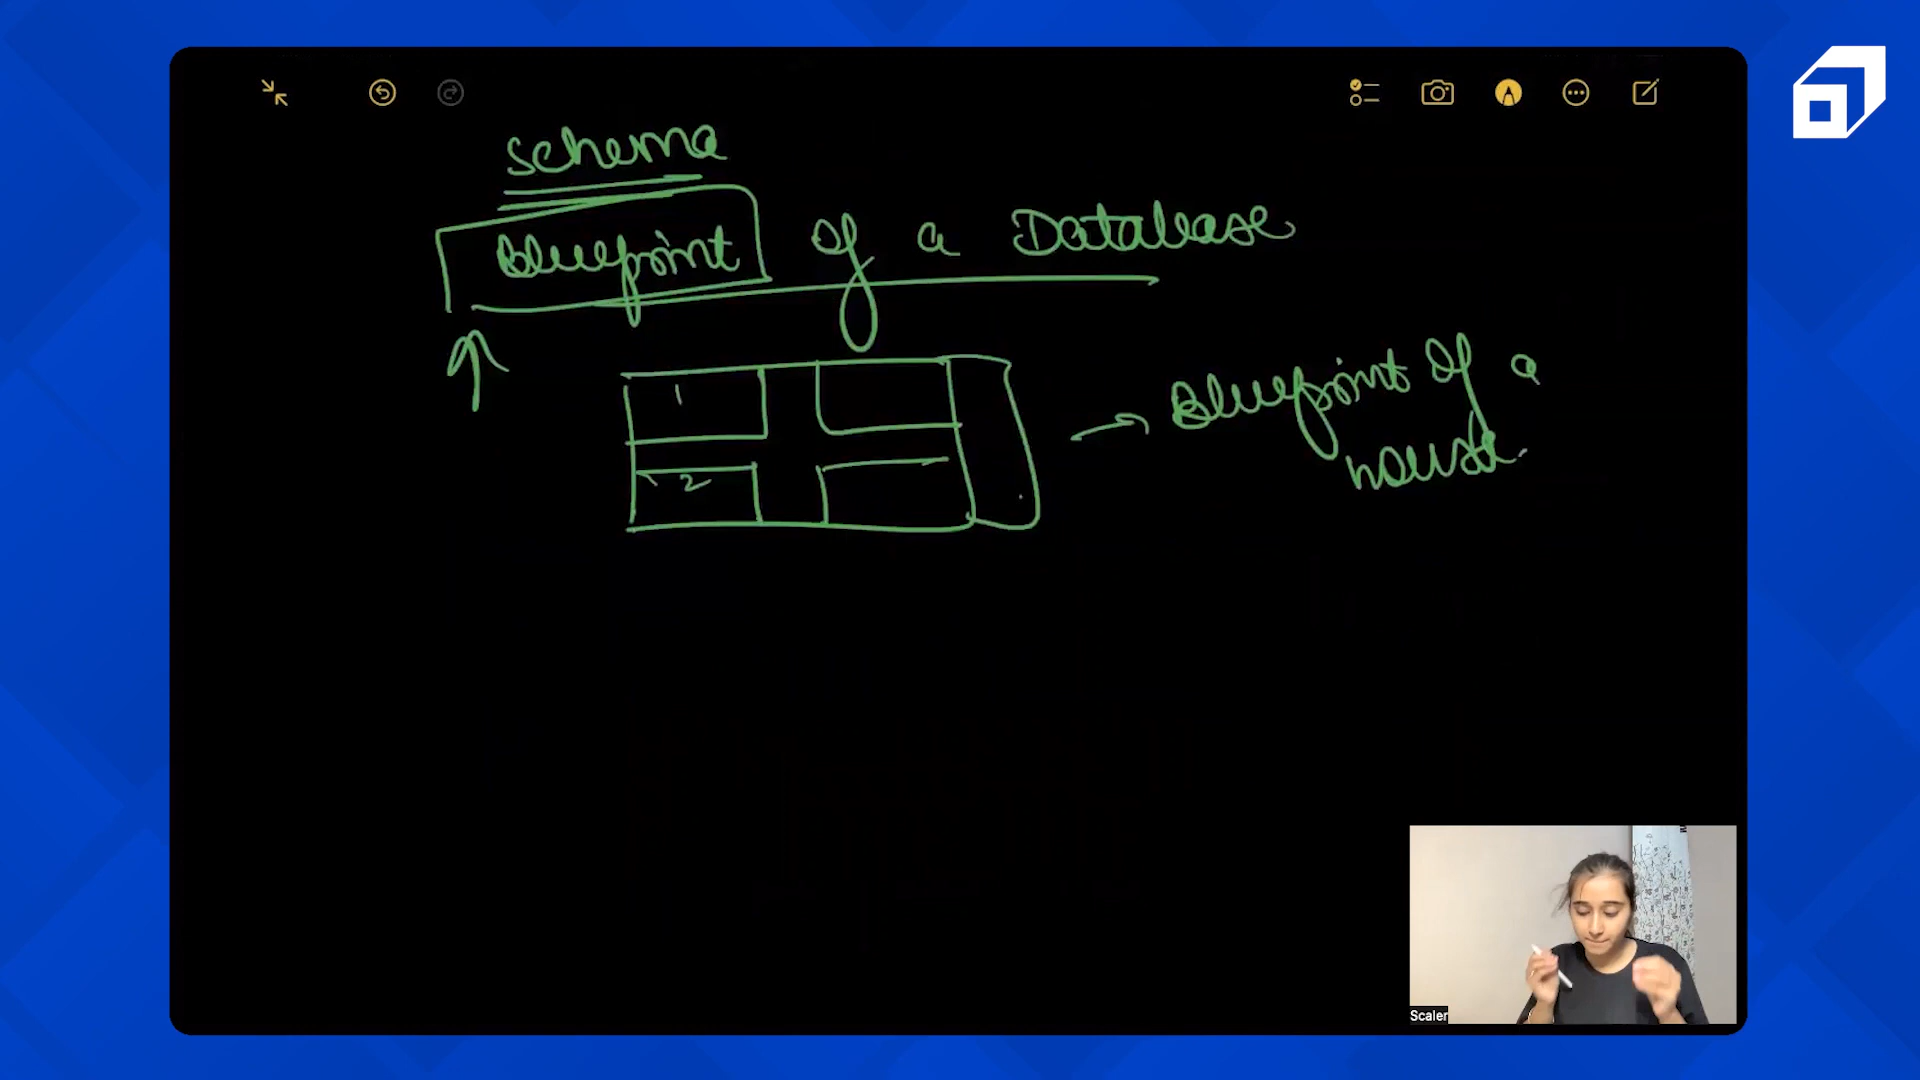 schema
Blueprint Of a Database
1
2
Blueprint Of a
house.
Scaler